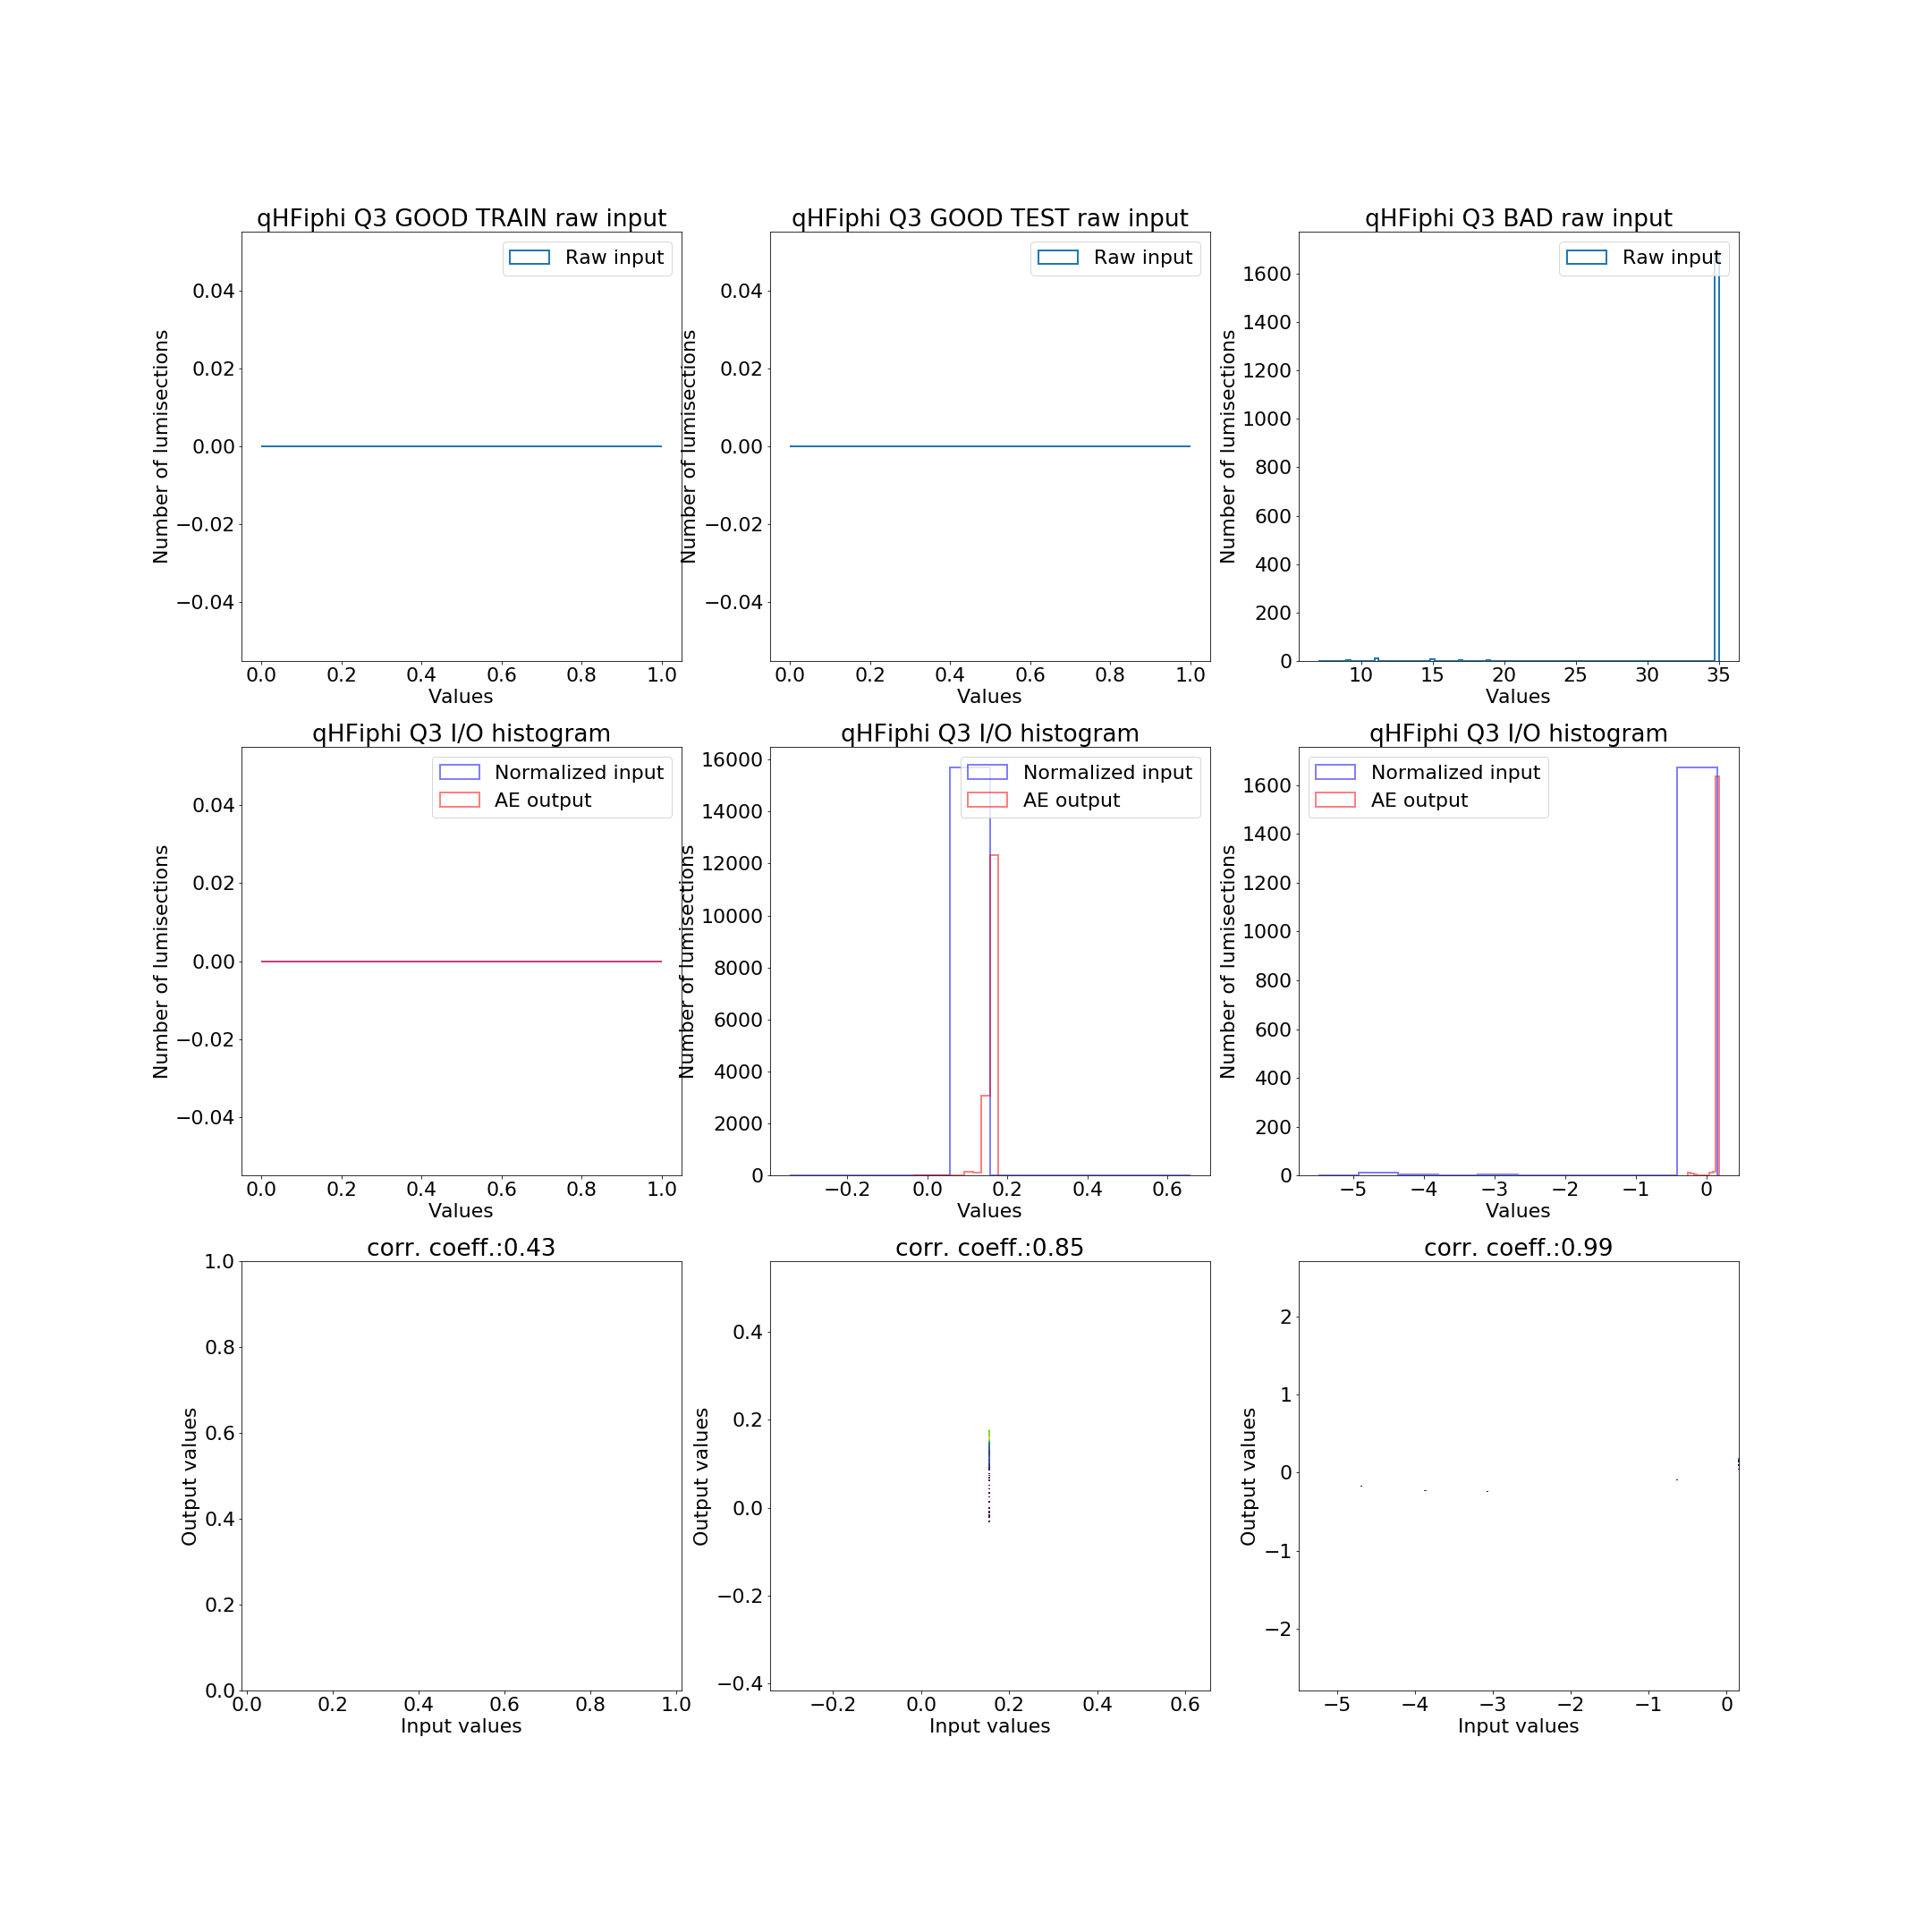 qHFiphi Q3 GOOD TRAIN raw input
Raw input
Number of lumisections
0.04
0.02
0.00
−0.02
−0.04
0.0 0.2 0.4 0.6 0.8 1.0
Values
qHFiphi Q3 GOOD TEST raw input
Raw input
Number of lumisections
0.04
0.02
0.00
−0.02
−0.04
0.0 0.2 0.4 0.6 0.8 1.0
Values
qHFiphi Q3 BAD raw input
Raw input
Number of lumisections
1600
1400
1200
1000
800
600
400
200
0
10 15 20 25 30 35
Values
qHFiphi Q3 I/O histogram
Normalized input
AE output
Number of lumisections
0.04
0.02
0.00
−0.02
−0.04
0.0 0.2 0.4 0.6 0.8 1.0
Values
qHFiphi Q3 I/O histogram
Normalized input
AE output
Number of lumisections
16000
14000
12000
10000
8000
6000
4000
2000
0
−0.2 0.0 0.2 0.4 0.6
Values
qHFiphi Q3 I/O histogram
Normalized input
AE output
Number of lumisections
1600
1400
1200
1000
800
600
400
200
0
−5 −4 −3 −2 −1 0
Values
corr. coeff.:0.43
Output values
1.0
0.8
0.6
0.4
0.2
0.0
0.0 0.2 0.4 0.6 0.8 1.0
Input values
corr. coeff.:0.85
Output values
0.4
0.2
0.0
−0.2
−0.4
−0.2 0.0 0.2 0.4 0.6
Input values
corr. coeff.:0.99
Output values
2
1
0
−1
−2
−5 −4 −3 −2 −1 0
Input values